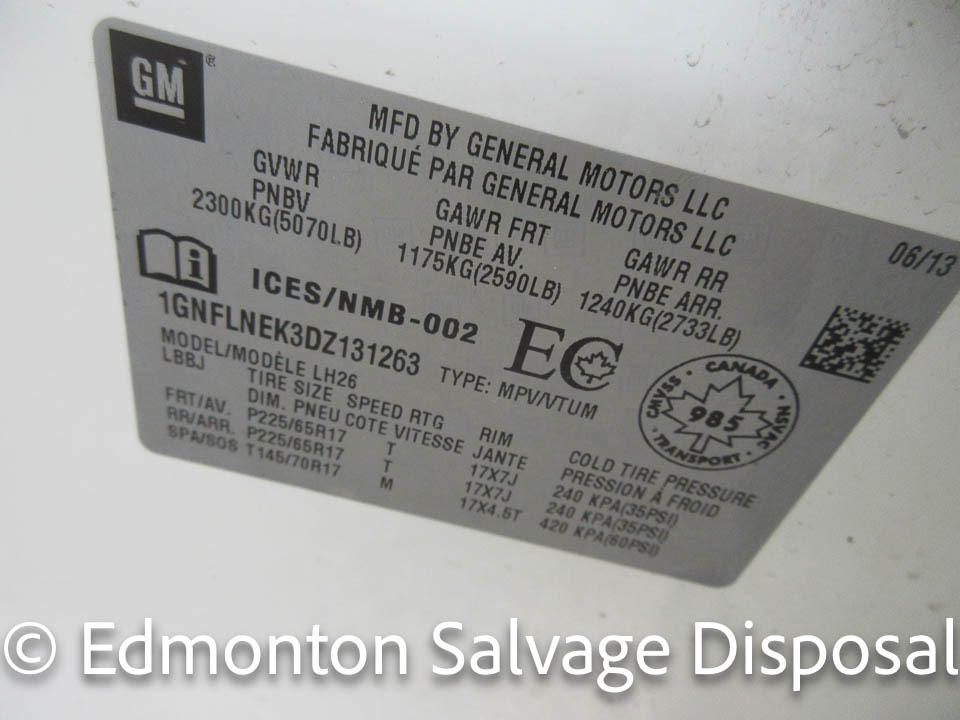 GM®
MFD BY GENERAL MOTORS LLC
FABRIQUÉ PAR GENERAL MOTORS LLC
06/13
GVWR
PNBV
2300KG(5070LB)
GAWR FRT
PNBE AV.
1175KG(2590LB)
GAWR RR
PNBE ARR.
1240KG(2733LB)
i
ICES/NMB-002
EC
1GNFLNEK3DZ131263
TYPE: MPV/VTUM
CANADA
CMVSS
985
NSVAC
TRANSPORT
MODEL/MODÈLE LH26
LBBJ
TIRE SIZE SPEED RTG RIM COLD TIRE PRESSURE
DIM. PNEU COTE VITESSE JANTE PRESSION A FROID
FRT/AV. P225/65R17 T 17X7J 240 KPA(35PSI)
RR/ARR. P225/65R17 T 17X7J 240 KPA(35PSI)
SPA/SOS T145/70R17 M 17X4.5T 420 KPA(60PSI)
© Edmonton Salvage Disposal